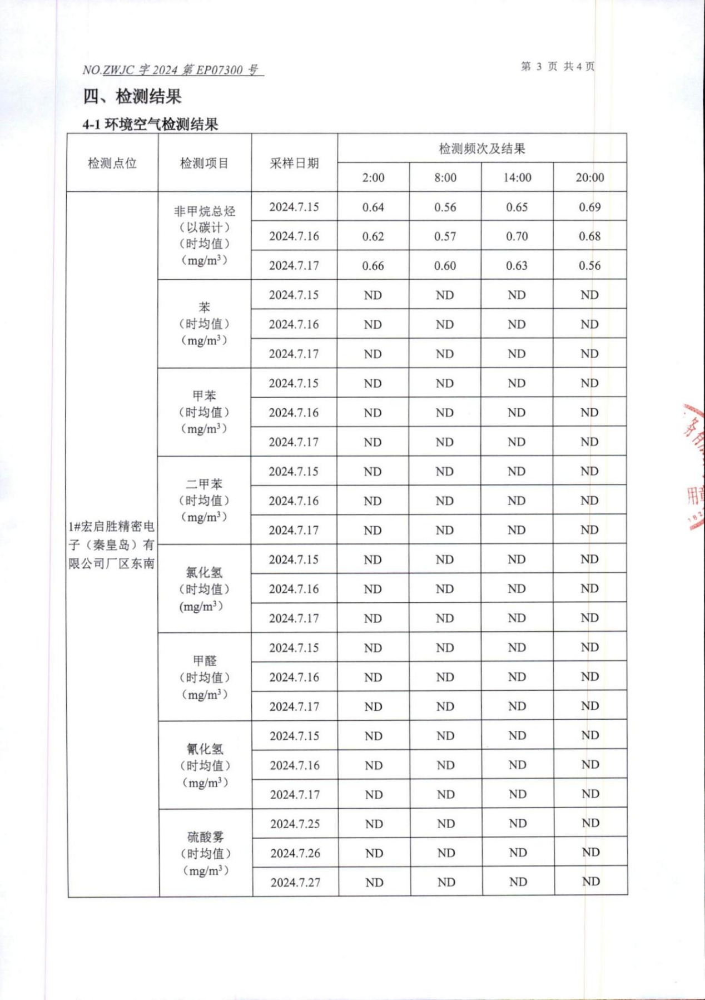 NO.ZWJC 字 2024 第 EP07300 号
第 3 页 共 4 页
四、检测结果
4-1 环境空气检测结果
检测点位 检测项目 采样日期 检测频次及结果
2:00 8:00 14:00 20:00
1#宏启胜精密电
子（秦皇岛）有
限公司厂区东南
非甲烷总烃
（以碳计）
（时均值）
（mg/m³）
2024.7.15 0.64 0.56 0.65 0.69
2024.7.16 0.62 0.57 0.70 0.68
2024.7.17 0.66 0.60 0.63 0.56
苯
（时均值）
（mg/m³）
2024.7.15 ND ND ND ND
2024.7.16 ND ND ND ND
2024.7.17 ND ND ND ND
甲苯
（时均值）
（mg/m³）
2024.7.15 ND ND ND ND
2024.7.16 ND ND ND ND
2024.7.17 ND ND ND ND
二甲苯
（时均值）
（mg/m³）
2024.7.15 ND ND ND ND
2024.7.16 ND ND ND ND
2024.7.17 ND ND ND ND
氯化氢
（时均值）
(mg/m³）
2024.7.15 ND ND ND ND
2024.7.16 ND ND ND ND
2024.7.17 ND ND ND ND
甲醛
（时均值）
（mg/m³）
2024.7.15 ND ND ND ND
2024.7.16 ND ND ND ND
2024.7.17 ND ND ND ND
氰化氢
（时均值）
（mg/m³）
2024.7.15 ND ND ND ND
2024.7.16 ND ND ND ND
2024.7.17 ND ND ND ND
硫酸雾
（时均值）
（mg/m³）
2024.7.25 ND ND ND ND
2024.7.26 ND ND ND ND
2024.7.27 ND ND ND ND
务有
用章